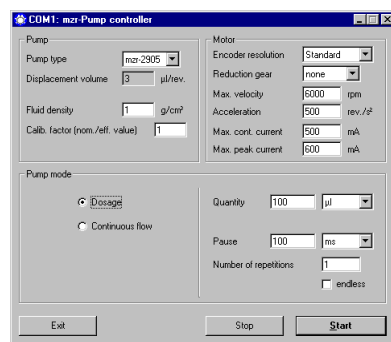 COM1: mzr-Pump controller
Pump
Pump type mzr-2905
Displacement volume 3 µl/rev.
Fluid density 1 g/cm³
Calib. factor (nom./eff. value) 1
Motor
Encoder resolution Standard
Reduction gear none
Max. velocity 6000 rpm
Acceleration 500 rev./s²
Max. cont. current 500 mA
Max. peak current 600 mA
Pump mode
Dosage
Continuous flow
Quantity 100 µl
Pause 100 ms
Number of repetitions 1
endless
Exit Stop Start